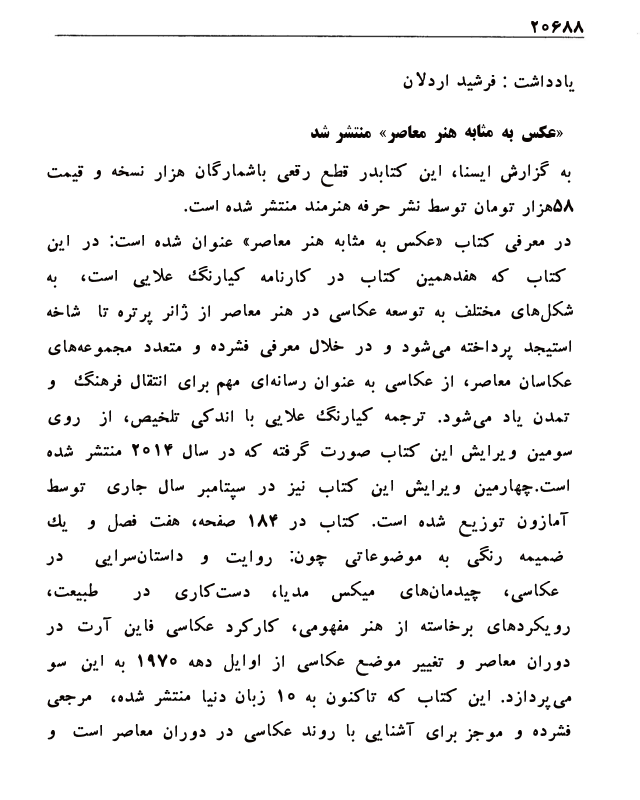 ۲۰۶۸۸
یادداشت : فرشید اردلان
«عکس به مثابه هنر معاصر» منتشر شد
به گزارش ایسنا، این کتابدر قطع رقعی باشمارگان هزار نسخه و قیمت
۵۸هزار تومان توسط نشر حرفه هنرمند منتشر شده است.
در معرفی کتاب «عکس به مثابه هنر معاصر» عنوان شده است: در این
کتاب که هفدهمین کتاب در کارنامه کیارنگ علایی است، به
شکل‌های مختلف به توسعه عکاسی در هنر معاصر از ژانر پرتره تا شاخه
استیجد پرداخته می‌شود و در خلال معرفی فشرده و متعدد مجموعه‌های
عکاسان معاصر، از عکاسی به عنوان رسانه‌ای مهم برای انتقال فرهنگ و
تمدن یاد می‌شود. ترجمه کیارنگ علایی با اندکی تلخیص، از روی
سومین ویرایش این کتاب صورت گرفته که در سال ۲۰۱۴ منتشر شده
است.چهارمین ویرایش این کتاب نیز در سپتامبر سال جاری توسط
آمازون توزیع شده است. کتاب در ۱۸۴ صفحه، هفت فصل و یك
ضمیمه رنگی به موضوعاتی چون: روایت و داستان‌سرایی در
عکاسی، چیدمان‌های میکس مدیا، دست‌کاری در طبیعت،
رویکردهای برخاسته از هنر مفهومی، کارکرد عکاسی فاین آرت در
دوران معاصر و تغییر موضع عکاسی از اوایل دهه ۱۹۷۰ به این سو
می‌پردازد. این کتاب که تاکنون به ۱۰ زبان دنیا منتشر شده، مرجعی
فشرده و موجز برای آشنایی با روند عکاسی در دوران معاصر است و